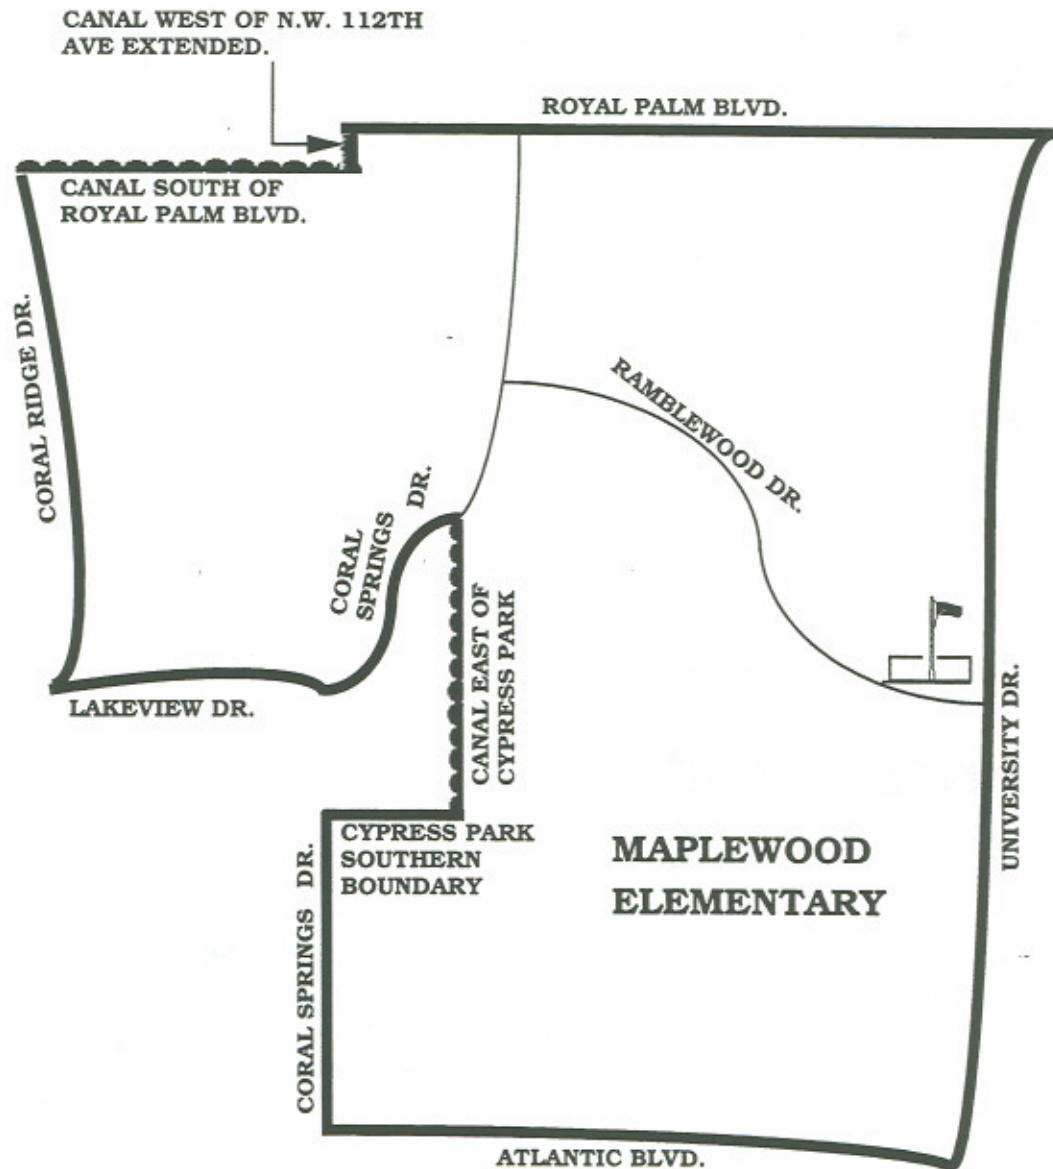 CANAL WEST OF N.W. 112TH
AVE EXTENDED.
ROYAL PALM BLVD.
CANAL SOUTH OF
ROYAL PALM BLVD.
CORAL RIDGE DR.
RAMBLEWOOD DR.
CORAL
SPRINGS DR.
CANAL EAST OF
CYPRESS PARK
LAKEVIEW DR.
UNIVERSITY DR.
CYPRESS PARK
SOUTHERN
BOUNDARY
MAPLEWOOD
ELEMENTARY
CORAL SPRINGS DR.
ATLANTIC BLVD.